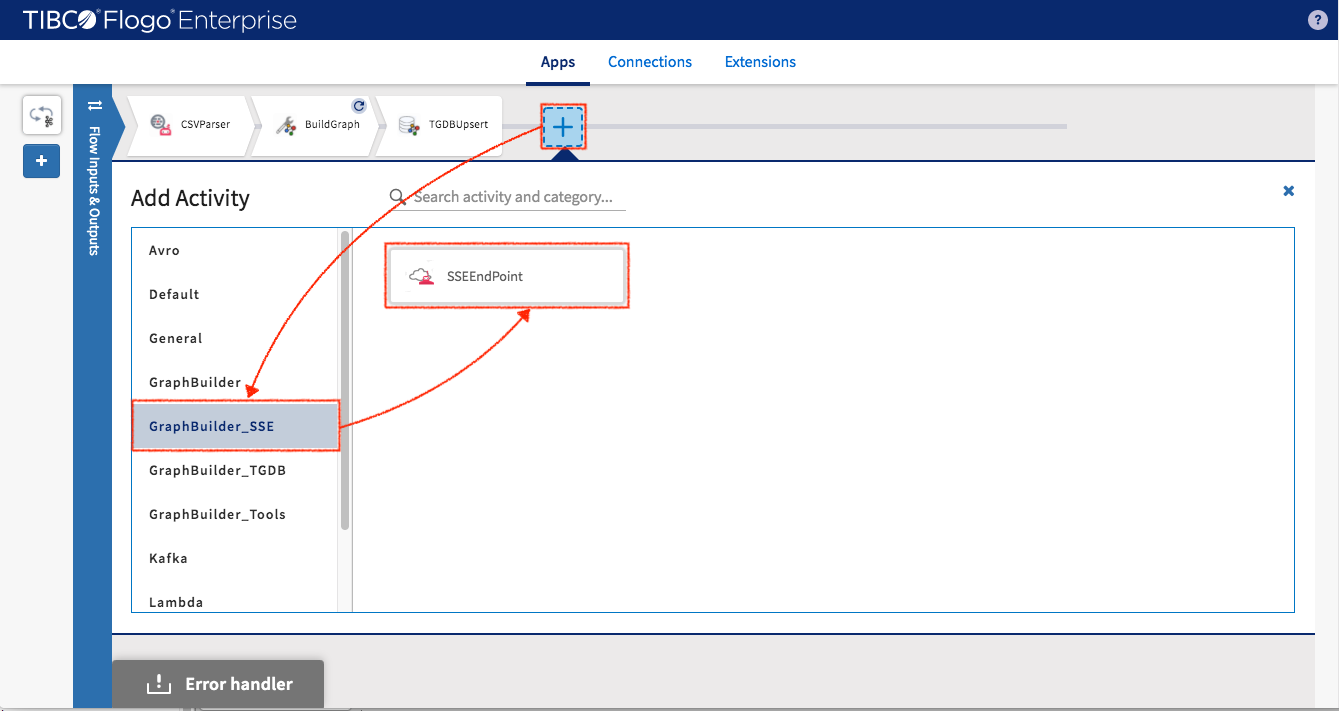 TIBCO® Flogo® Enterprise
?
Apps
Connections
Extensions
Flow Inputs & Outputs
CSVParser
BuildGraph
TGDBUpsert
Add Activity
Search activity and category...
Avro
Default
General
GraphBuilder
GraphBuilder_SSE
GraphBuilder_TGDB
GraphBuilder_Tools
Kafka
Lambda
SSEEndPoint
Error handler